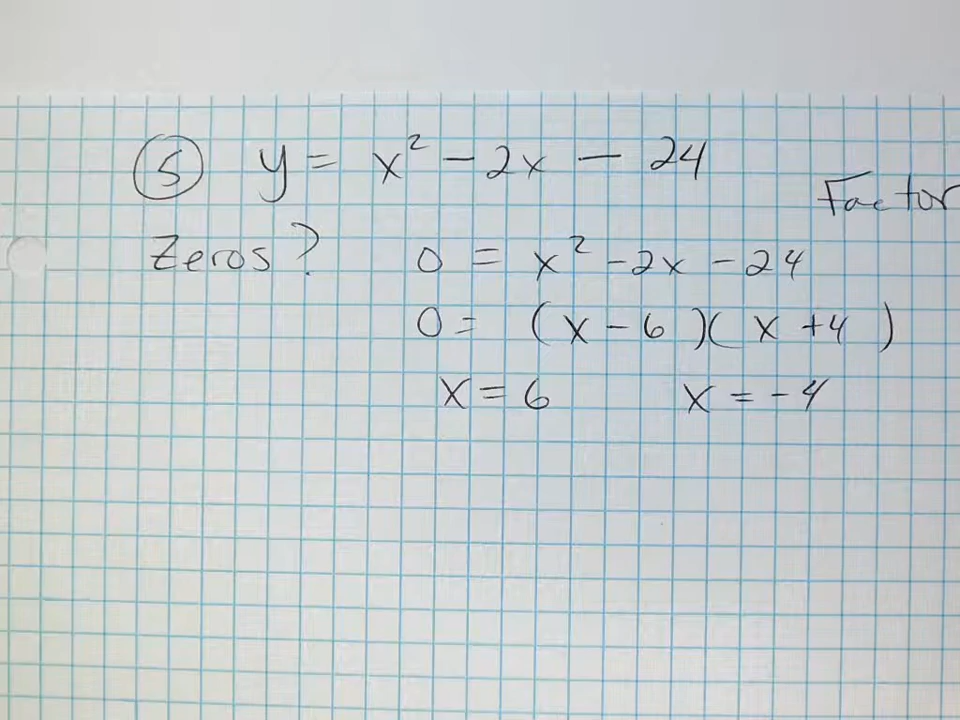 ⑤ y = x² - 2x - 24
Factor
Zeros? 0 = x² - 2x - 24
0 = (x - 6)(x + 4)
x = 6 x = -4